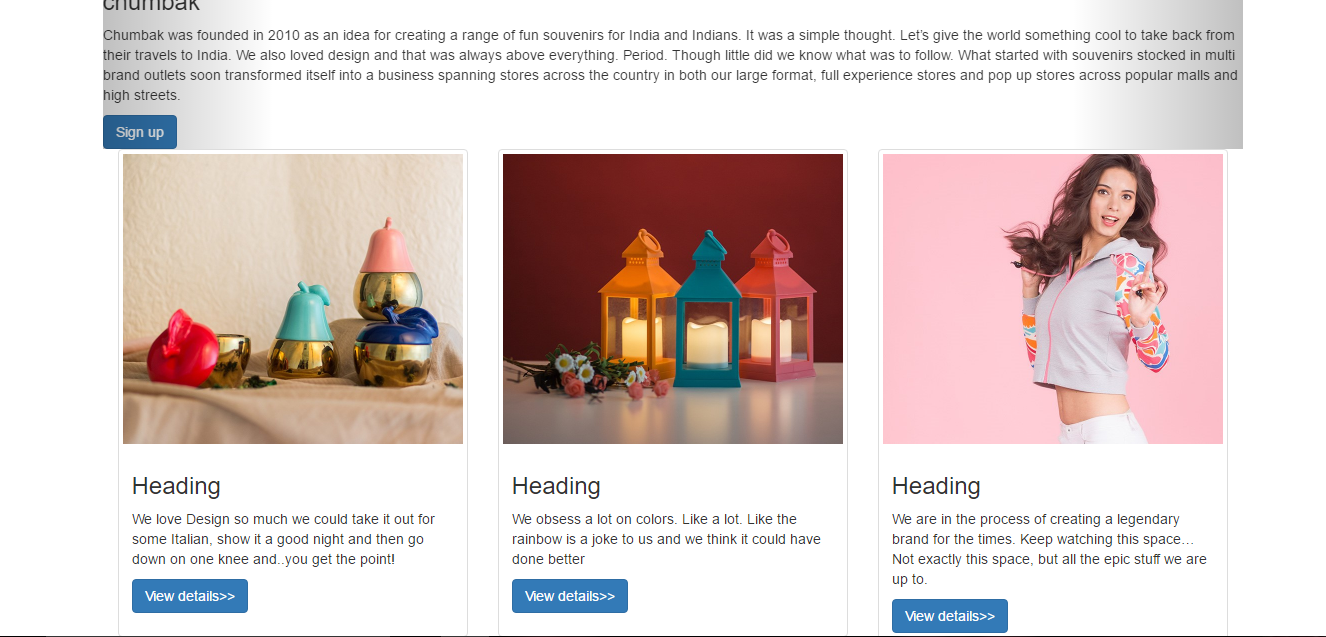 chumbak
Chumbak was founded in 2010 as an idea for creating a range of fun souvenirs for India and Indians. It was a simple thought. Let’s give the world something cool to take back from
their travels to India. We also loved design and that was always above everything. Period. Though little did we know what was to follow. What started with souvenirs stocked in multi
brand outlets soon transformed itself into a business spanning stores across the country in both our large format, full experience stores and pop up stores across popular malls and
high streets.
Sign up
Heading
We love Design so much we could take it out for
some Italian, show it a good night and then go
down on one knee and..you get the point!
View details>>
Heading
We obsess a lot on colors. Like a lot. Like the
rainbow is a joke to us and we think it could have
done better
View details>>
Heading
We are in the process of creating a legendary
brand for the times. Keep watching this space…
Not exactly this space, but all the epic stuff we are
up to.
View details>>